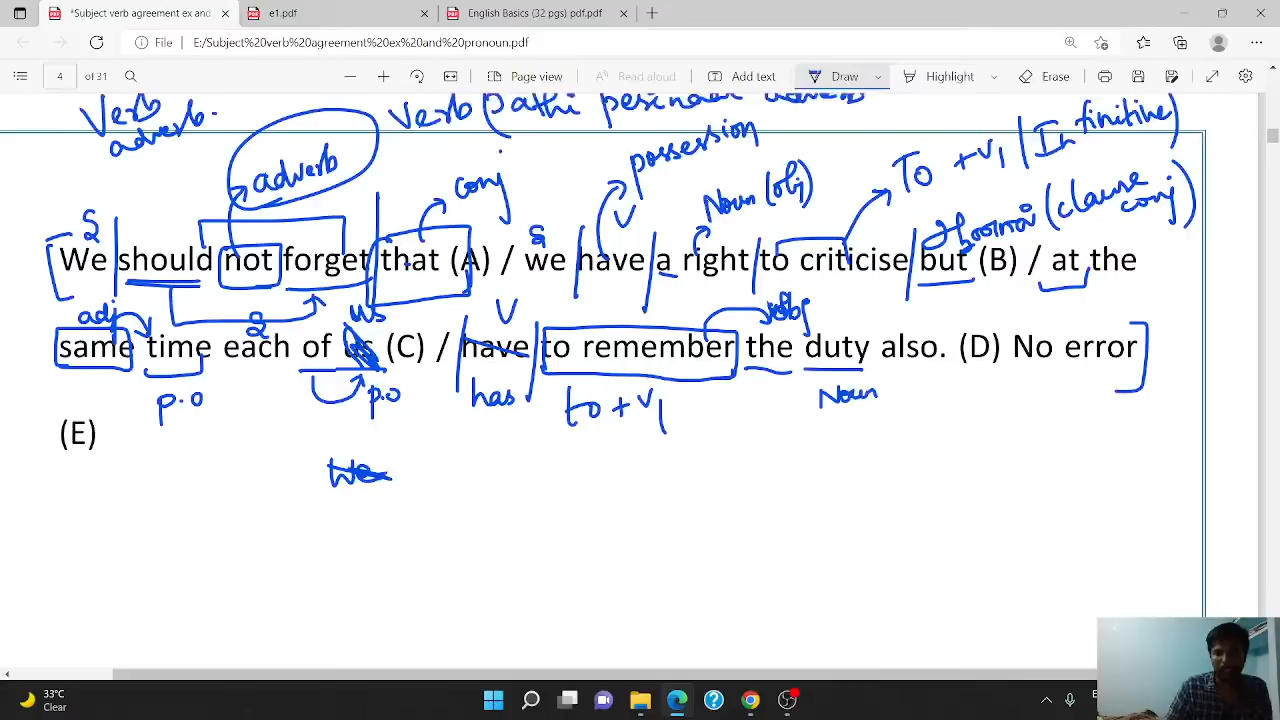 *Subject verb agreement ex and
e1.pdf
English Basics (32 pgs) pdf.pdf
File
E:/Subject%20verb%20agreement%20ex%20and%20pronoun.pdf
4 of 31
Page view
Read aloud
Add text
Draw
Highlight
Erase
Verb
adverb.
Verb
adverb
conj
V
possession
Noun (obj)
To +v1 / Infinitive)
(clause conj)
S
S
We should not forget that (A) / we have a right to criticise but (B) / at the
adj
S
us
V
obj
same time each of us (C) / have to remember the duty also. (D) No error
P.O
P.O
has
to + v1
Noun
(E)
We
33°C
Clear